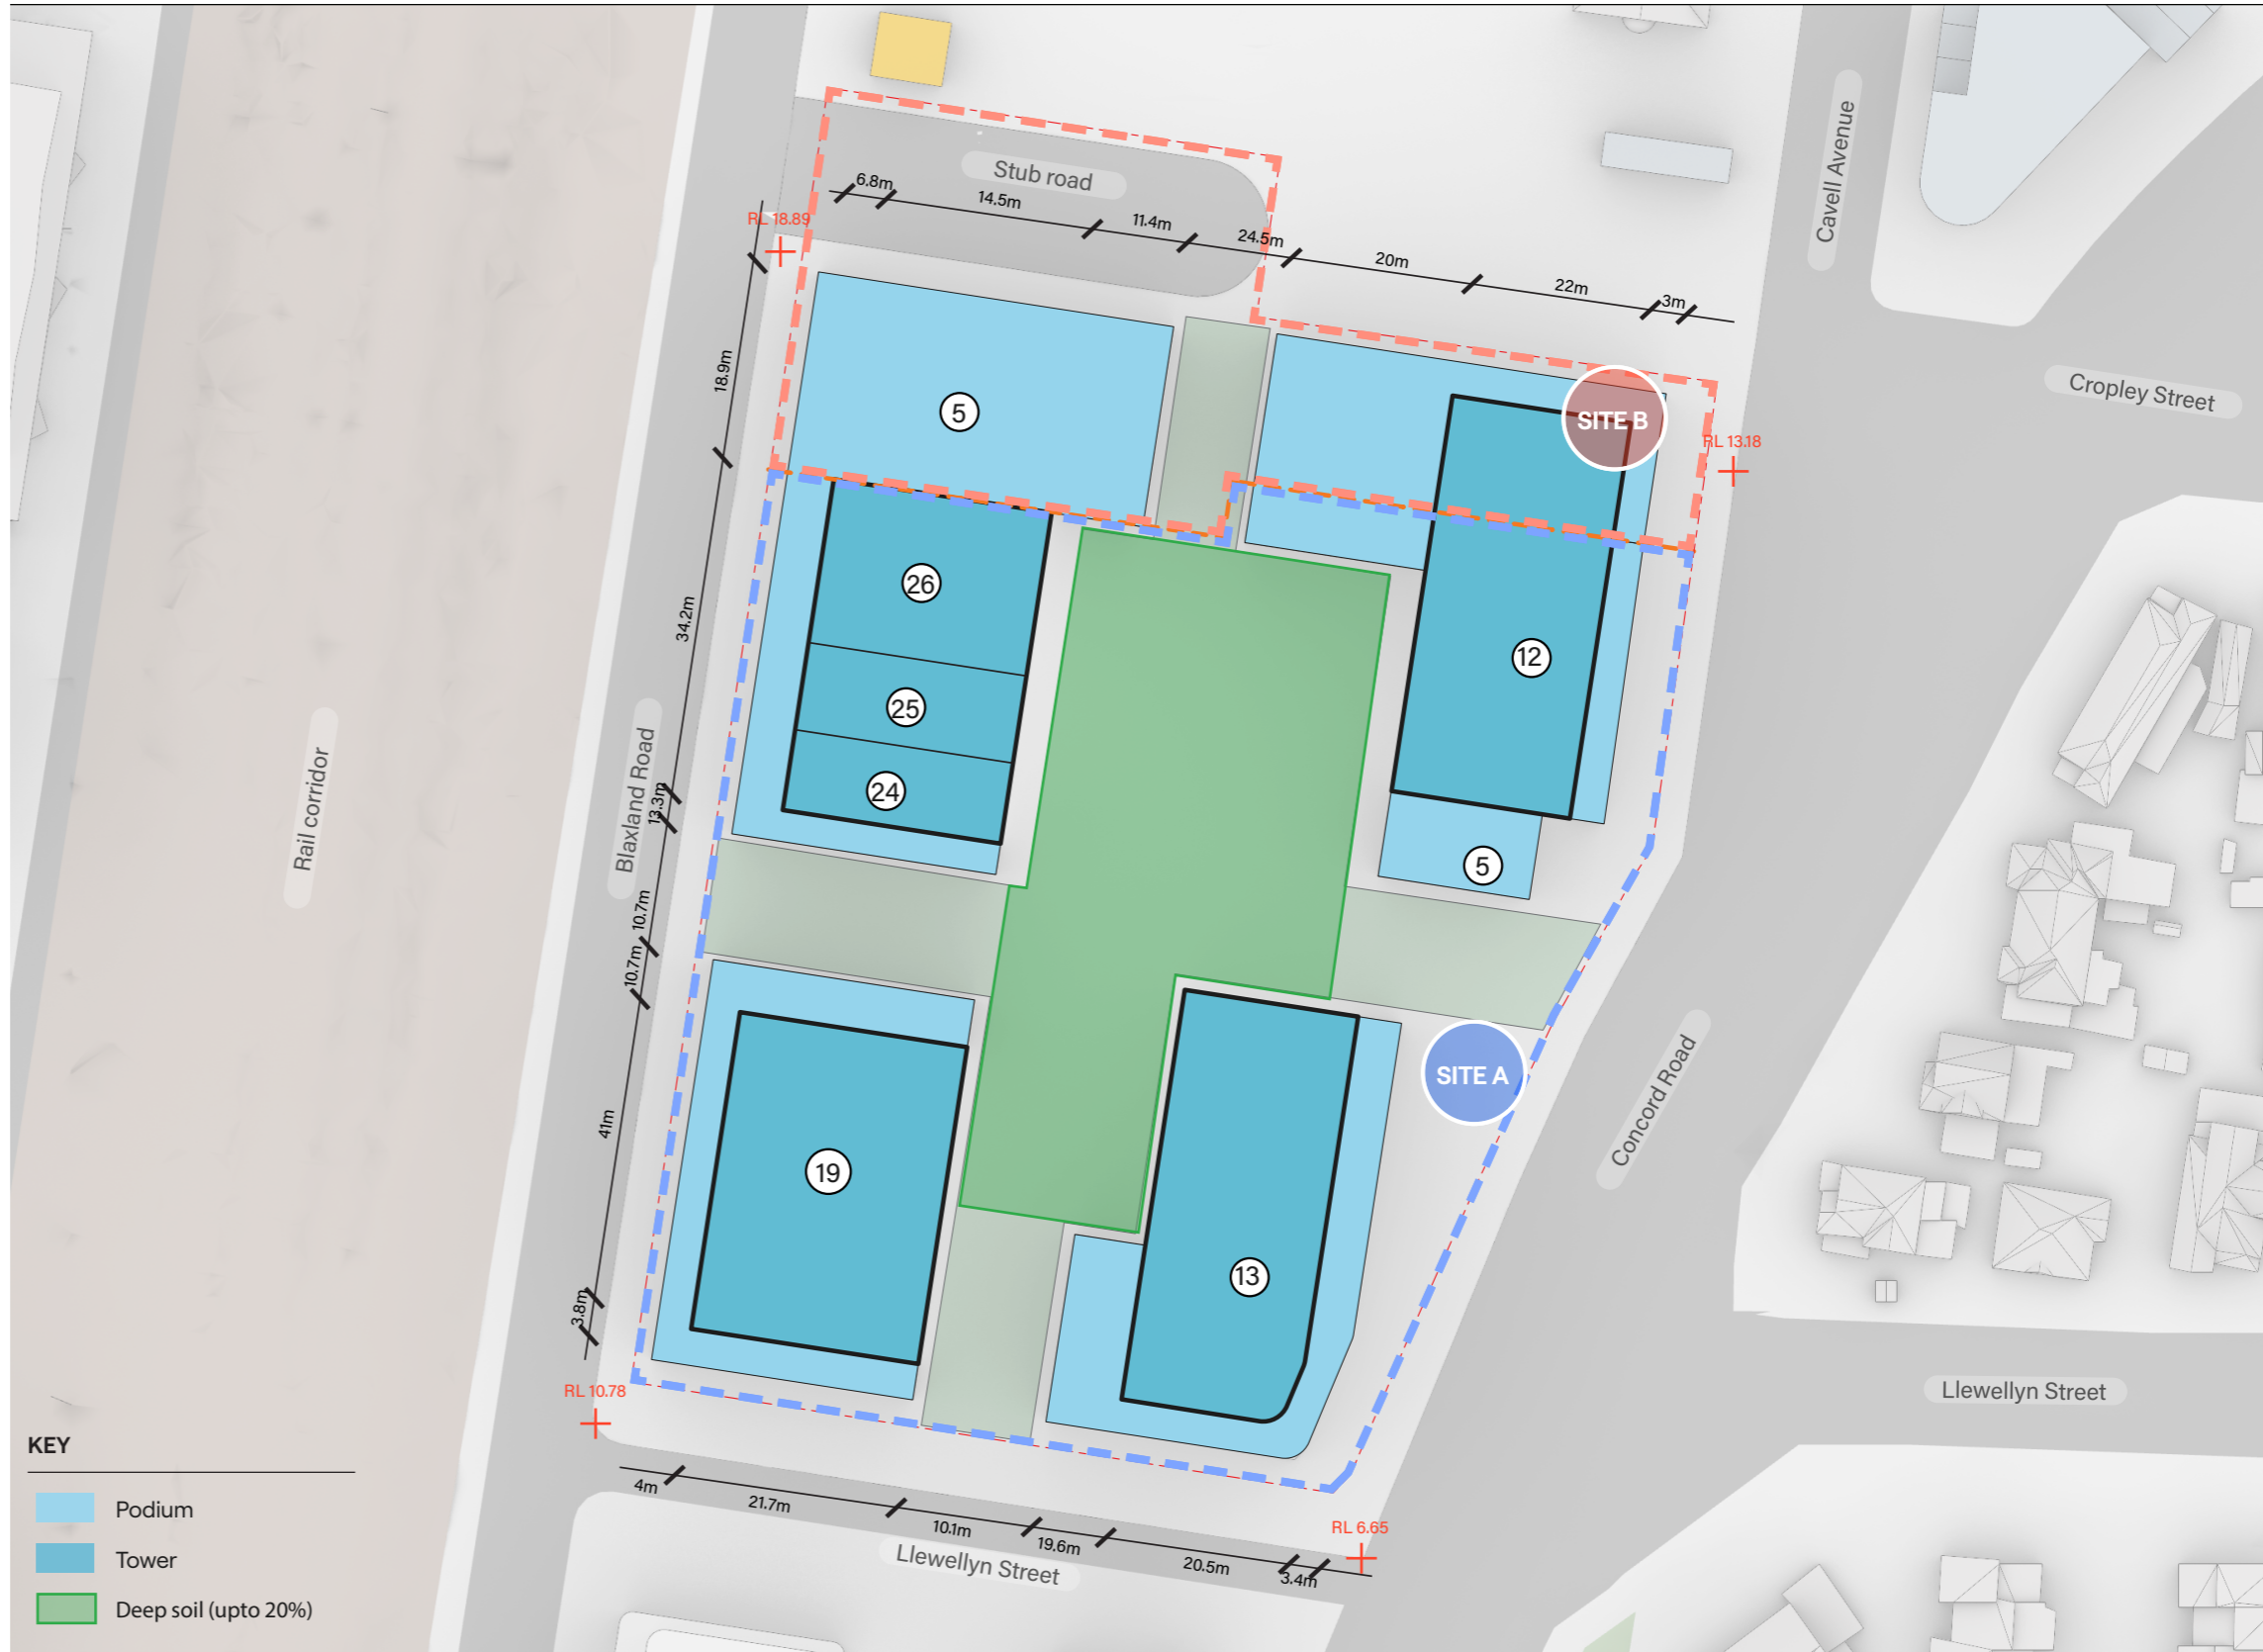 Stub road
Cavell Avenue
6.8m
14.5m
11.4m
24.5m
20m
22m
3m
RL 18.89
Cropley Street
18.9m
5
SITE B
RL 13.18
34.2m
26
12
25
Rail corridor
Blaxland Road
24
13.3m
5
10.7m
10.7m
SITE A
Concord Road
41m
19
13
3.8m
RL 10.78
Llewellyn Street
KEY
Podium
Tower
Deep soil (upto 20%)
4m
21.7m
10.1m
19.6m
20.5m
3.4m
RL 6.65
Llewellyn Street